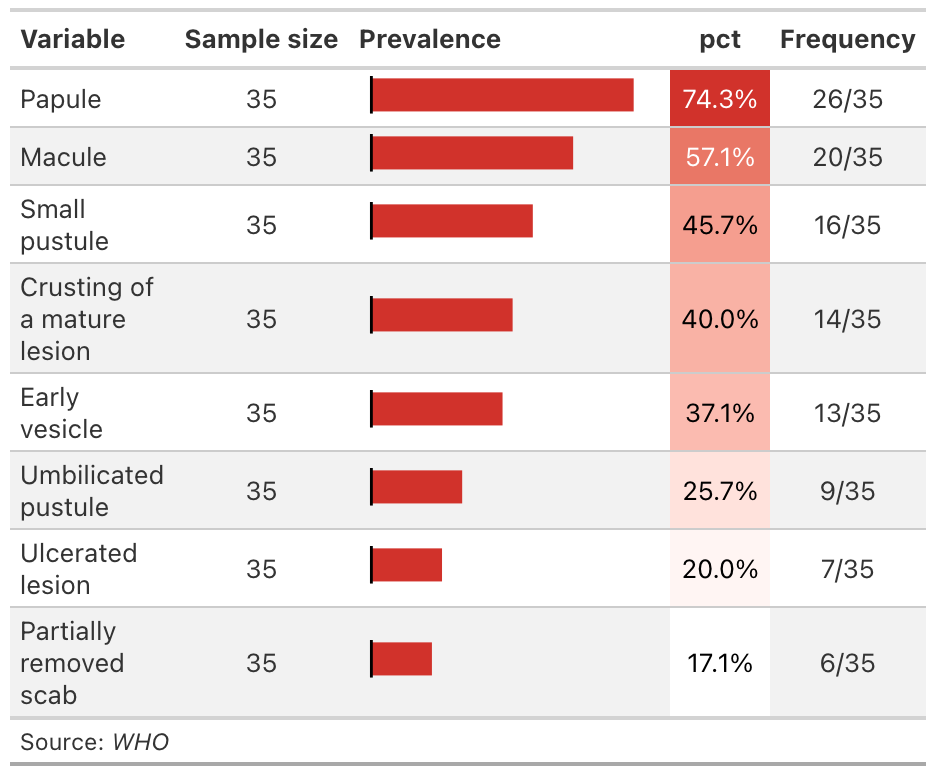 Variable Sample size Prevalence pct Frequency
Papule 35 74.3% 26/35
Macule 35 57.1% 20/35
Small
pustule 35 45.7% 16/35
Crusting of
a mature 35 40.0% 14/35
lesion
Early
vesicle 35 37.1% 13/35
Umbilicated
pustule 35 25.7% 9/35
Ulcerated
lesion 35 20.0% 7/35
Partially
removed 35 17.1% 6/35
scab
Source: WHO